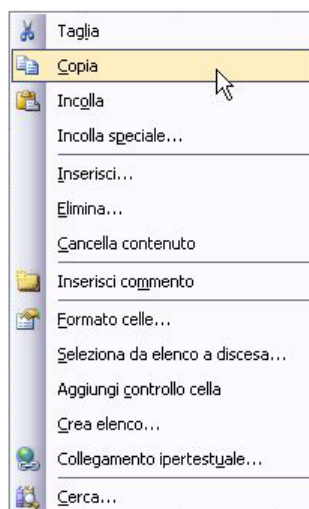 Taglia
Copia
Incolla
Incolla speciale...
Inserisci...
Elimina...
Cancella contenuto
Inserisci commento
Formato celle...
Seleziona da elenco a discesa...
Aggiungi controllo cella
Crea elenco...
Collegamento ipertestuale...
Cerca...